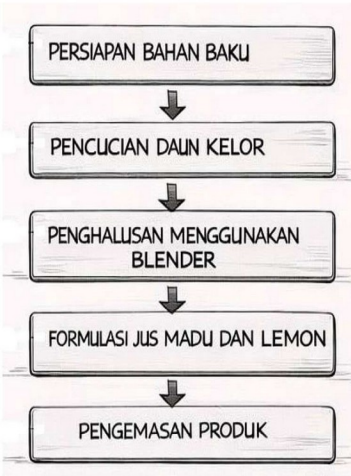 PERSIAPAN BAHAN BAKU
PENCUCIAN DAUN KELOR
PENGHALUSAN MENGGUNAKAN
BLENDER
FORMULASI JUS MADU DAN LEMON
PENGEMASAN PRODUK